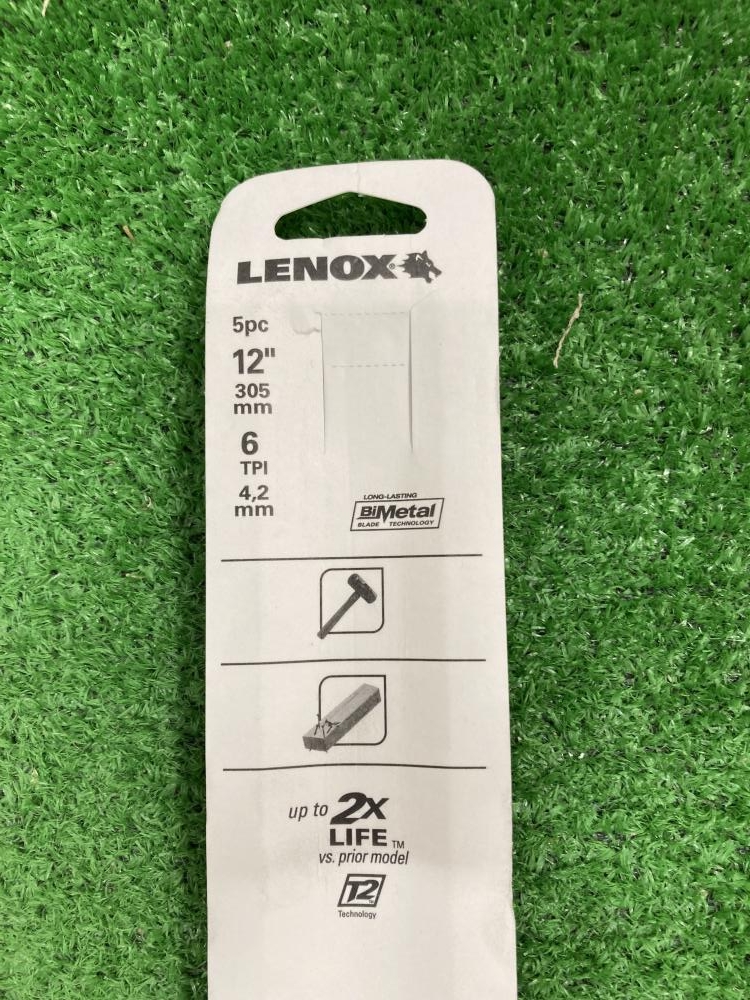 LENOX
5pc
12"
305
mm
6
TPI
4,2
mm
LONG-LASTING
BiMetal
BLADE TECHNOLOGY
up to 2X
LIFE™
vs. prior model
T2™
Technology